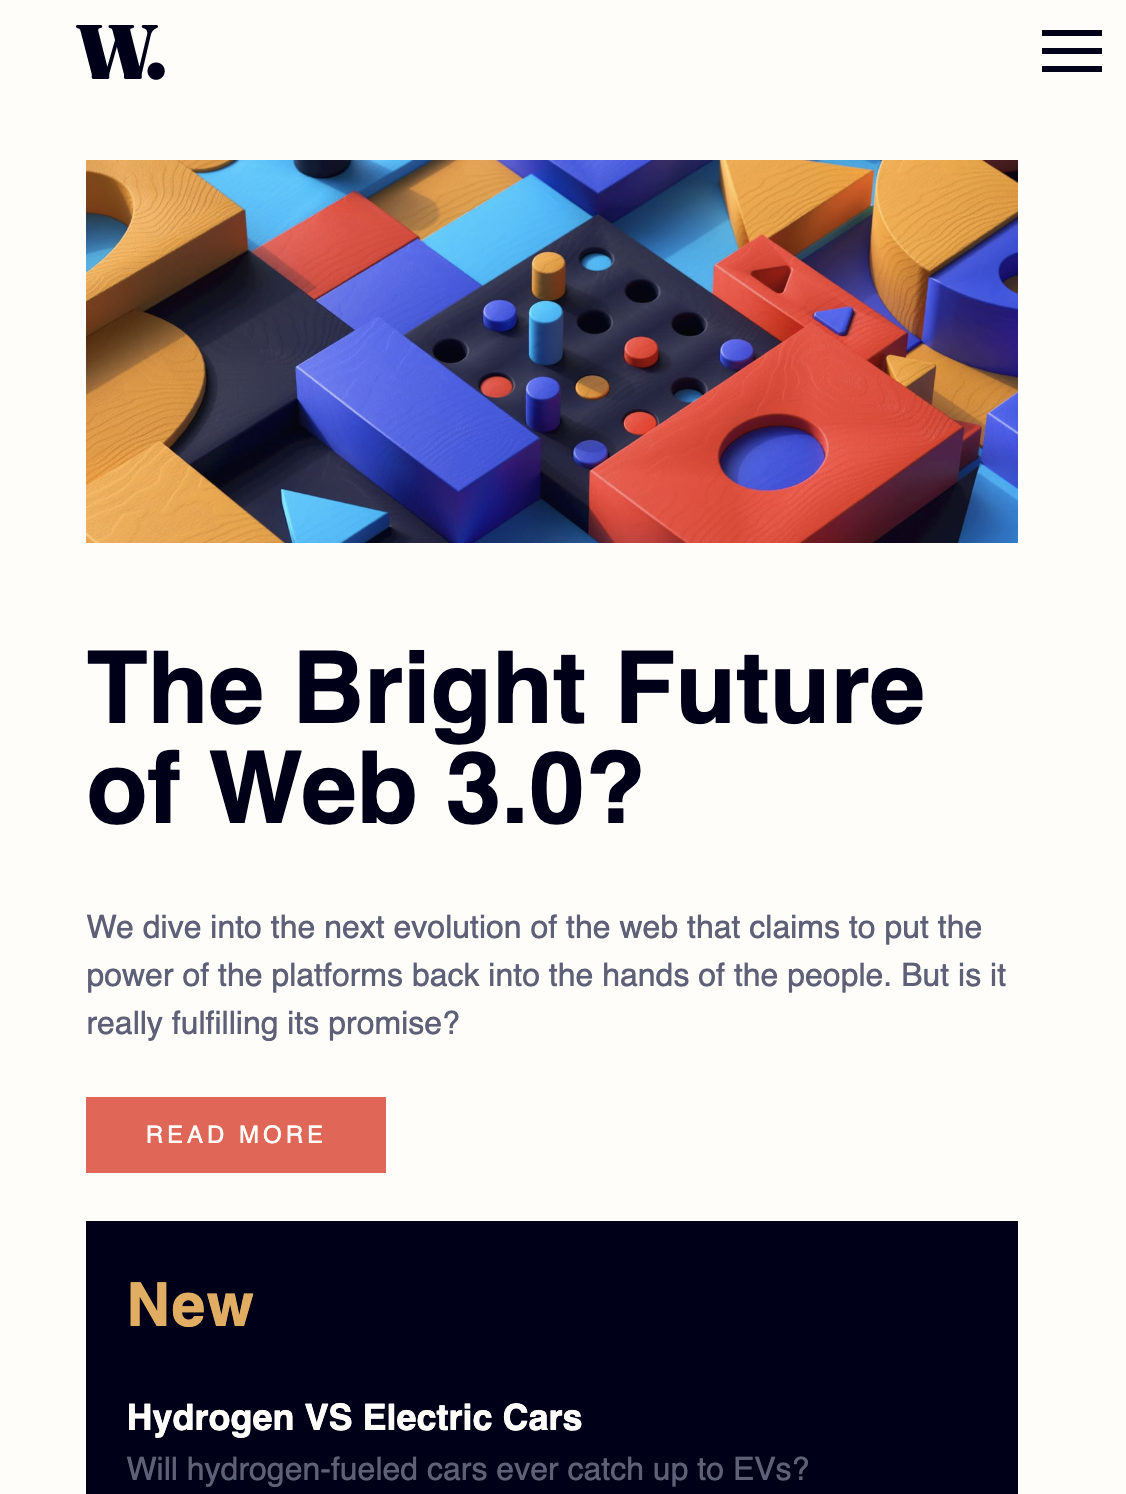 W.
The Bright Future
of Web 3.0?
We dive into the next evolution of the web that claims to put the
power of the platforms back into the hands of the people. But is it
really fulfilling its promise?
READ MORE
New
Hydrogen VS Electric Cars
Will hydrogen-fueled cars ever catch up to EVs?